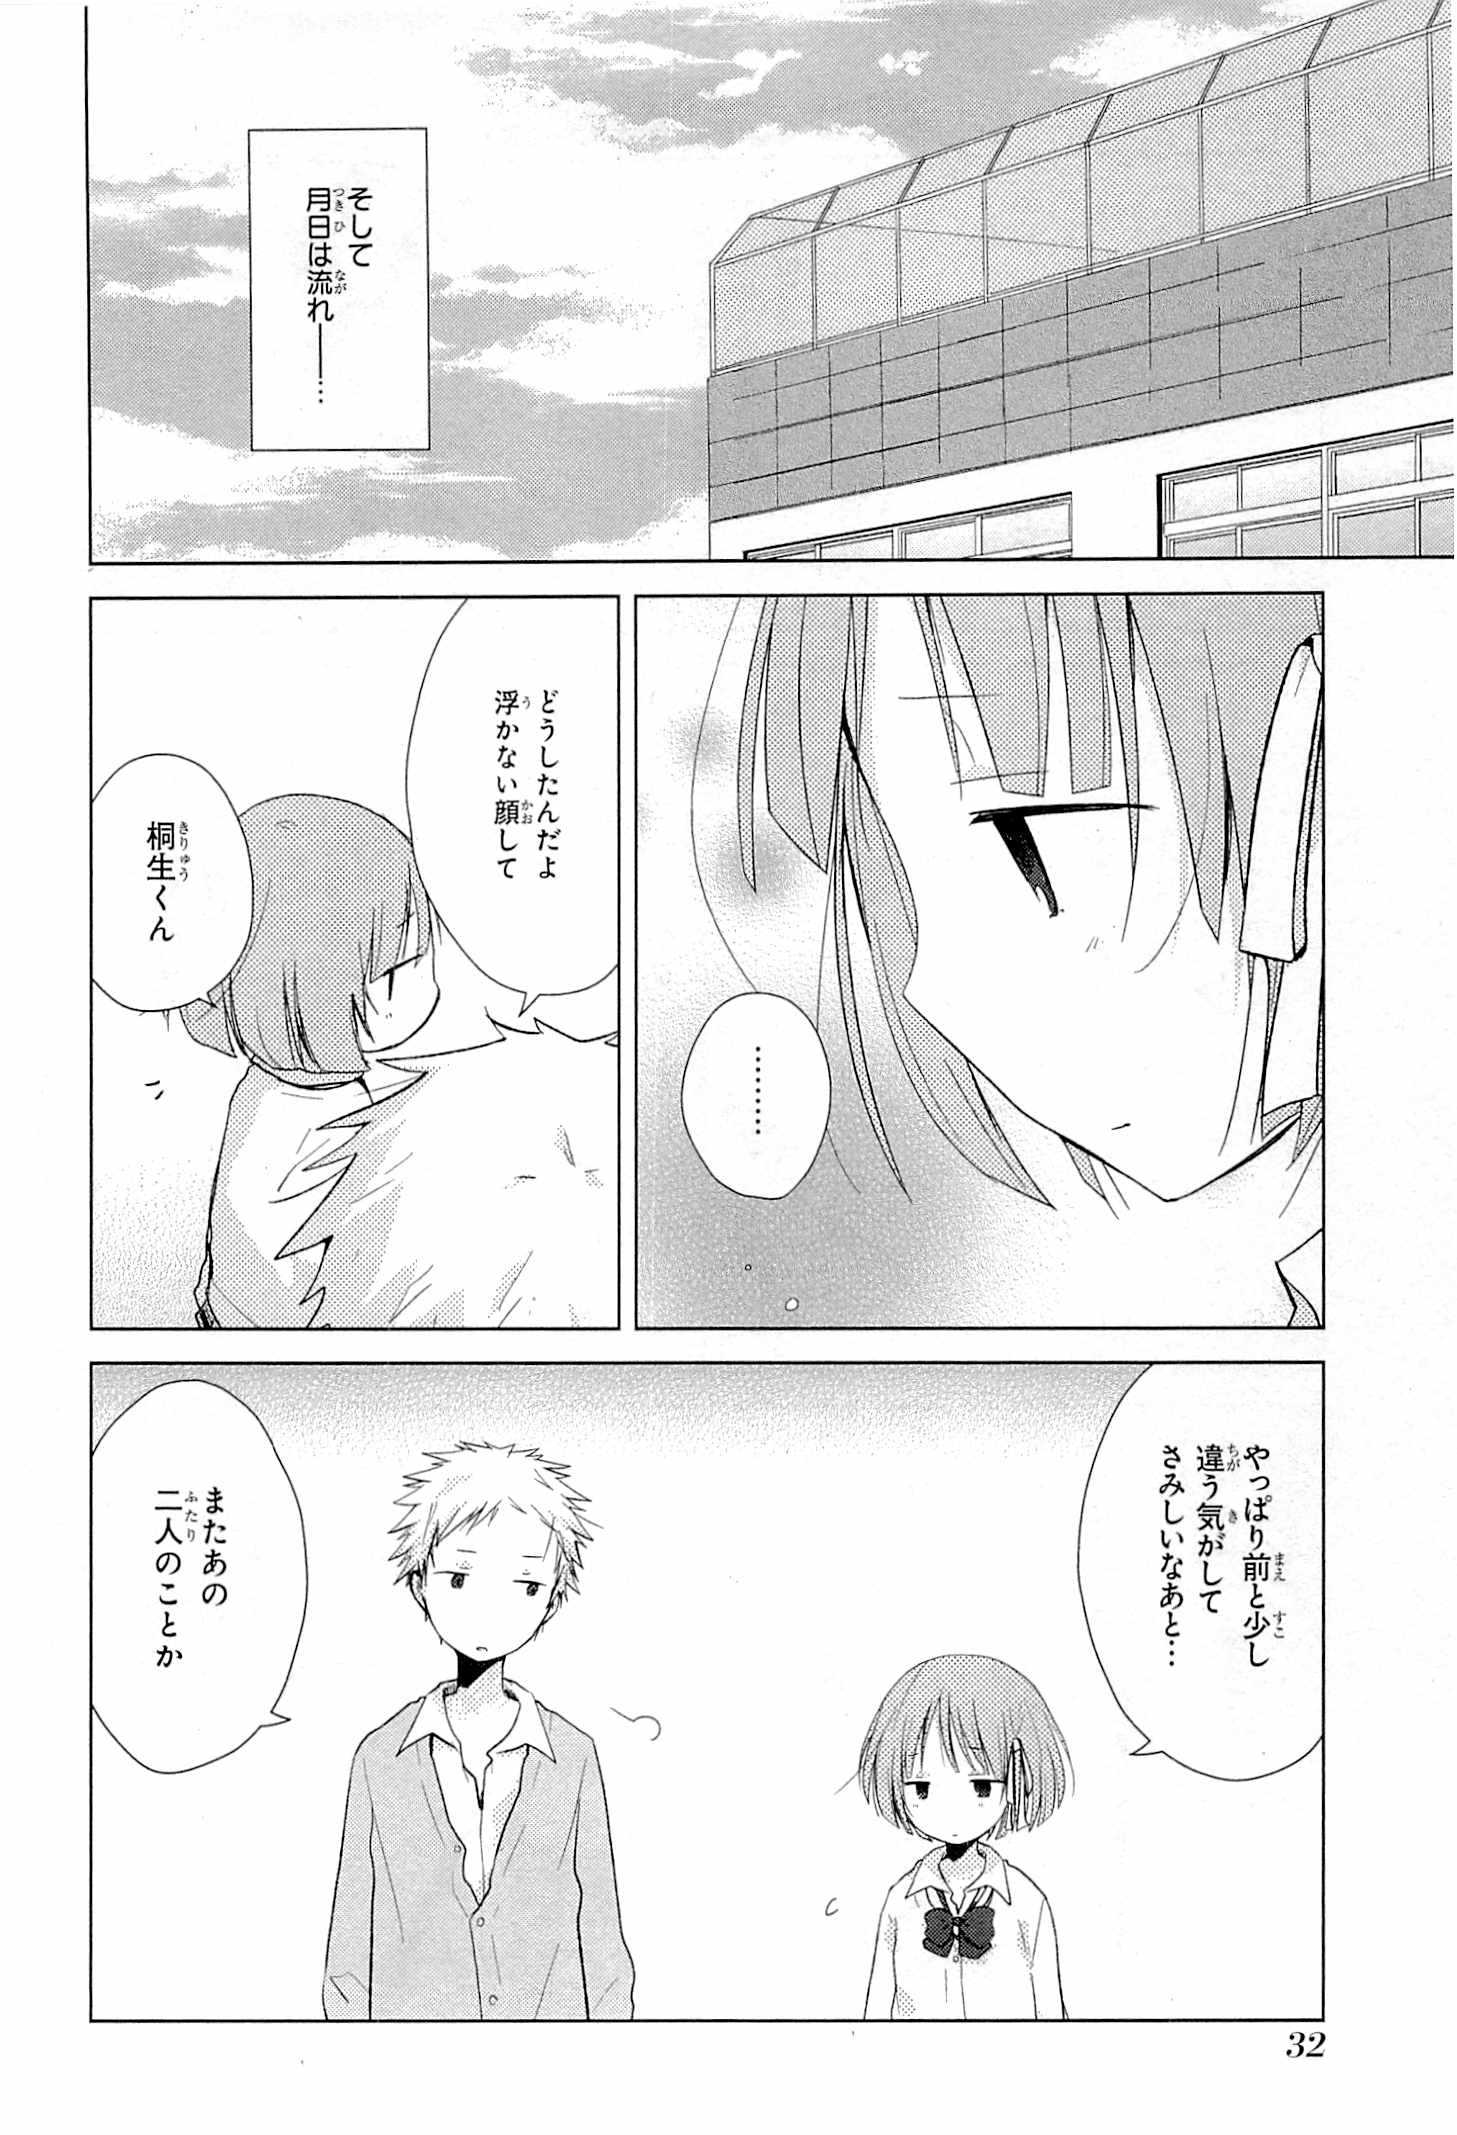 そして
月日は流れ――…
………
どうしたんだよ
浮かない顔して
桐生くん
やっぱり前と少し
違う気がして
さみしいなあと…
またあの
二人のことか
32